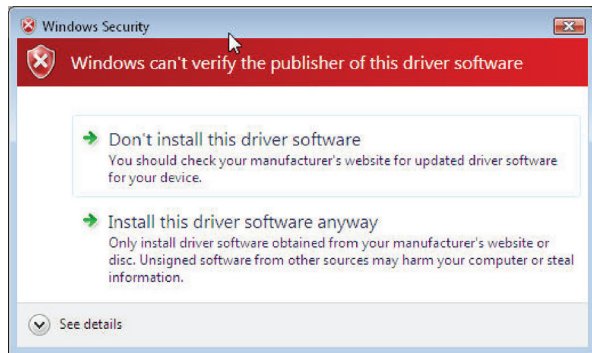 Windows Security
Windows can't verify the publisher of this driver software
Don't install this driver software
You should check your manufacturer's website for updated driver software
for your device.
Install this driver software anyway
Only install driver software obtained from your manufacturer's website or
disc. Unsigned software from other sources may harm your computer or steal
information.
See details